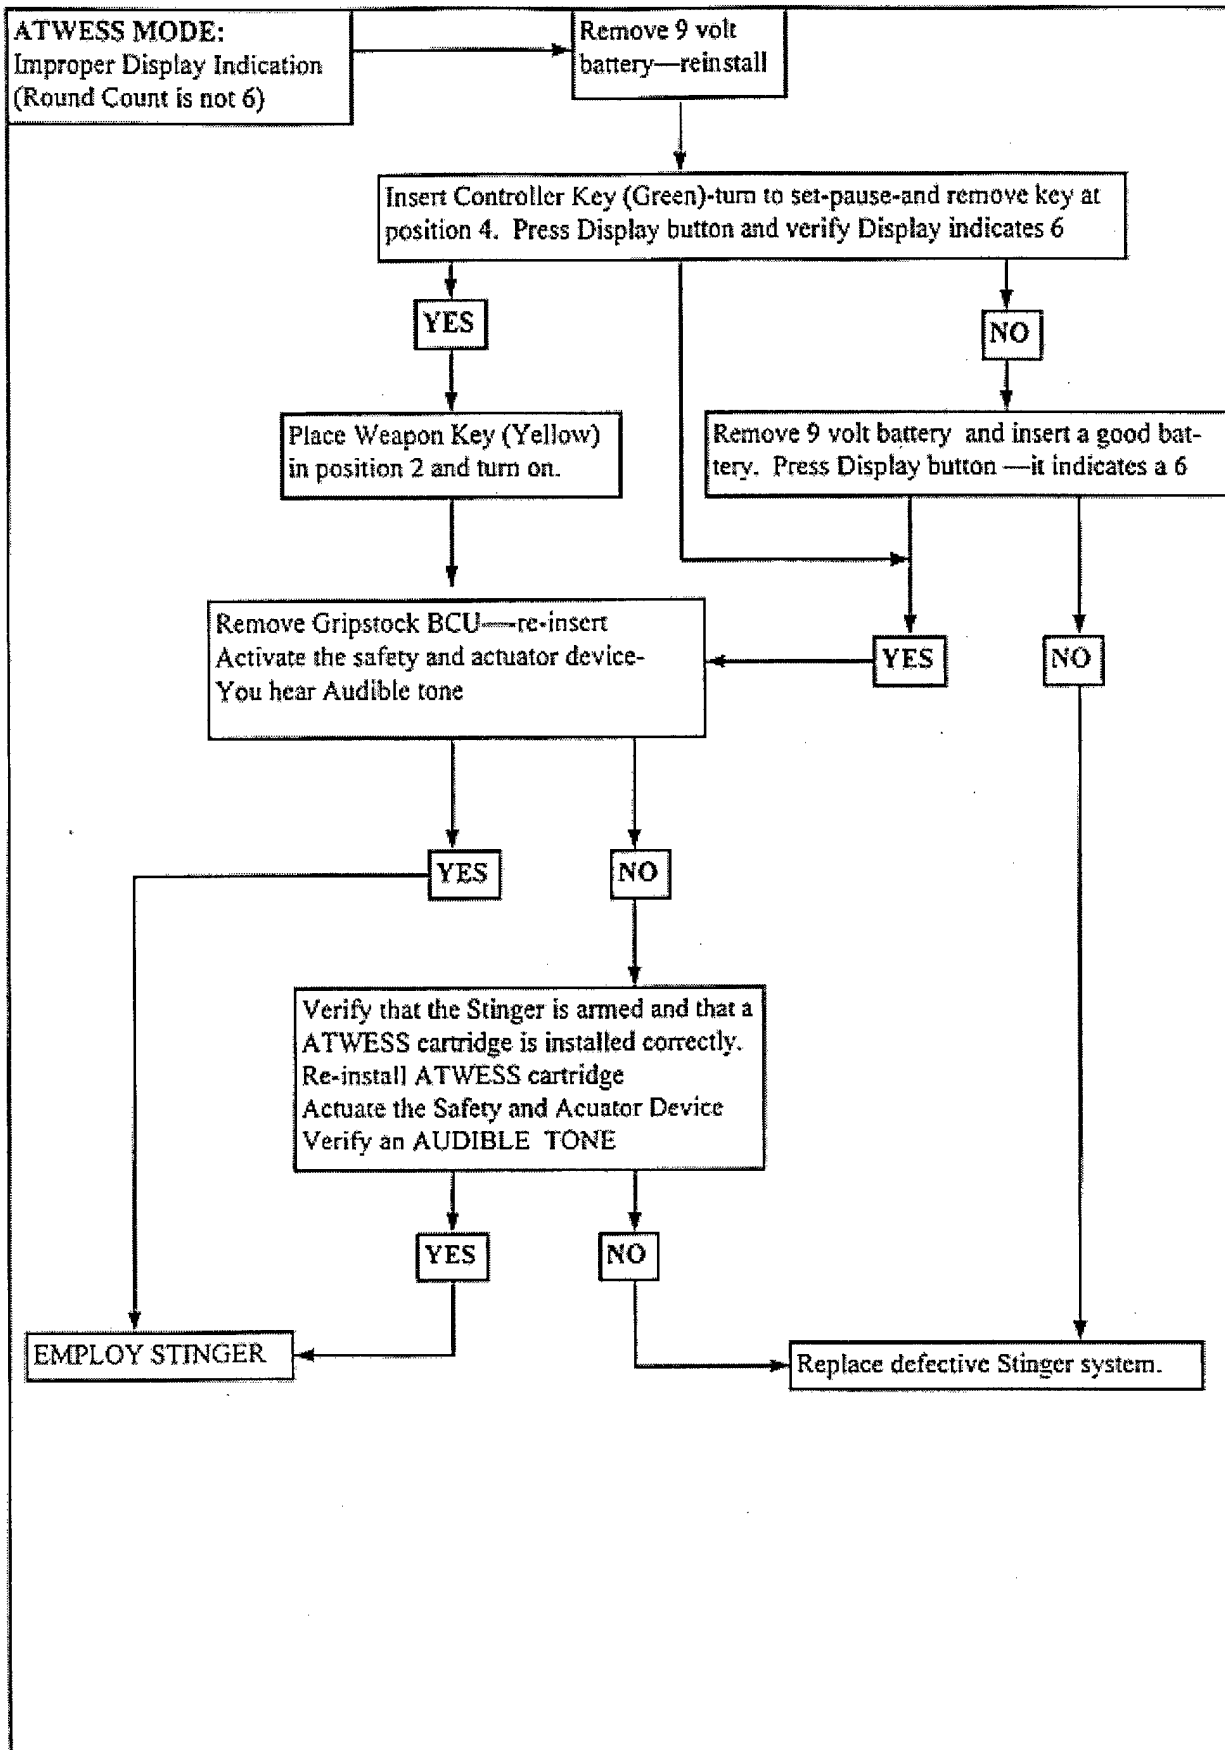 ATWESS MODE:
Improper Display Indication
(Round Count is not 6)
Remove 9 volt
battery—reinstall
Insert Controller Key (Green)-turn to set-pause-and remove key at
position 4. Press Display button and verify Display indicates 6
YES
NO
Place Weapon Key (Yellow)
in position 2 and turn on.
Remove 9 volt battery and insert a good bat-
tery. Press Display button —it indicates a 6
Remove Gripstock BCU—-re-insert
Activate the safety and actuator device-
You hear Audible tone
YES
NO
YES
NO
Verify that the Stinger is armed and that a
ATWESS cartridge is installed correctly.
Re-install ATWESS cartridge
Actuate the Safety and Acuator Device
Verify an AUDIBLE TONE
YES
NO
EMPLOY STINGER
Replace defective Stinger system.